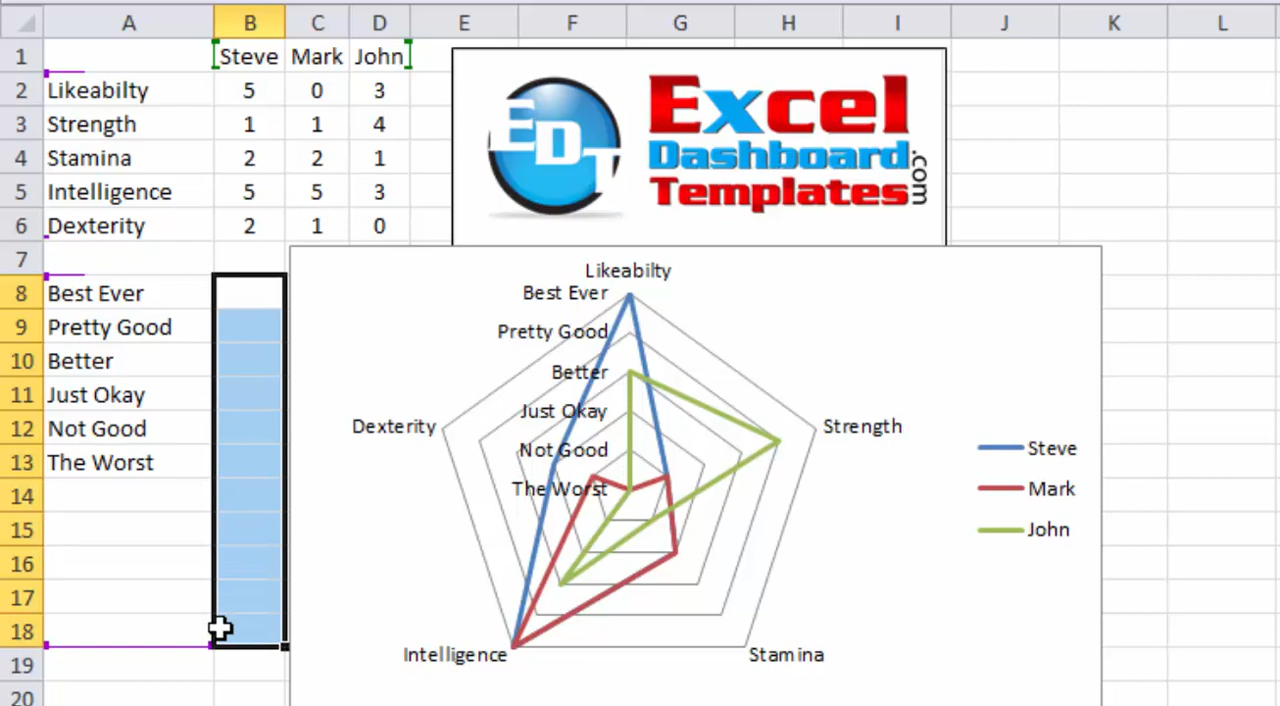 A B C D E F G H I J K L
1 Steve Mark John
2 Likeabilty 5 0 3
3 Strength 1 1 4
4 Stamina 2 2 1
5 Intelligence 5 5 3
6 Dexterity 2 1 0
7
8 Best Ever
9 Pretty Good
10 Better
11 Just Okay
12 Not Good
13 The Worst
14
15
16
17
18
19
20
EDT
Excel
Dashboard
Templates
.com
Likeabilty
Best Ever
Pretty Good
Better
Just Okay
Dexterity
Strength
Not Good
The Worst
Intelligence
Stamina
Steve
Mark
John